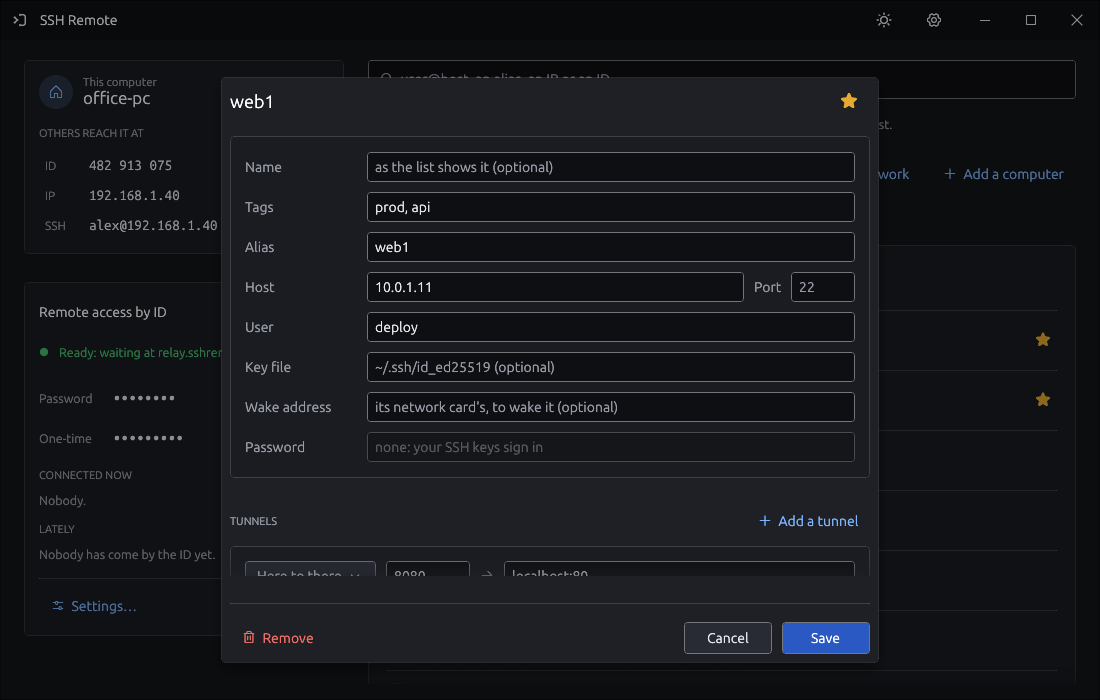 SSH Remote
This computer
office-pc
OTHERS REACH IT AT
ID 482 913 075
IP 192.168.1.40
SSH alex@192.168.1.40
st.
work
+ Add a computer
Remote access by ID
Ready: waiting at relay.sshrer
Password ••••••••
One-time •••••••••
CONNECTED NOW
Nobody.
LATELY
Nobody has come by the ID yet.
Settings…
web1
Name as the list shows it (optional)
Tags prod, api
Alias web1
Host 10.0.1.11 Port 22
User deploy
Key file ~/.ssh/id_ed25519 (optional)
Wake address its network card's, to wake it (optional)
Password none: your SSH keys sign in
TUNNELS + Add a tunnel
Here to there 8080 → localhost:80
Remove Cancel Save